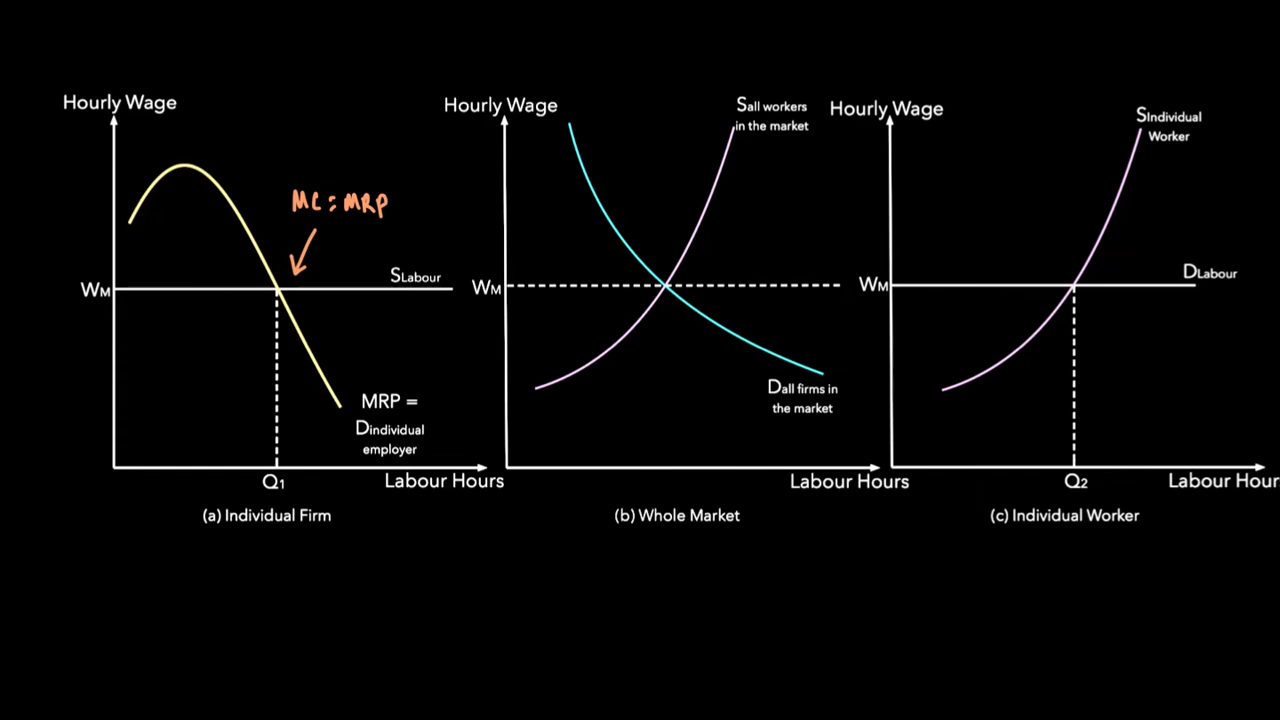 Hourly Wage
MC = MRP
SLabour
WM
MRP =
Dindividual
employer
Q1
Labour Hours
(a) Individual Firm
Hourly Wage
Sall workers
in the market
WM
Dall firms in
the market
Labour Hours
(b) Whole Market
Hourly Wage
SIndividual
Worker
DLabour
WM
Q2
Labour Hour
(c) Individual Worker